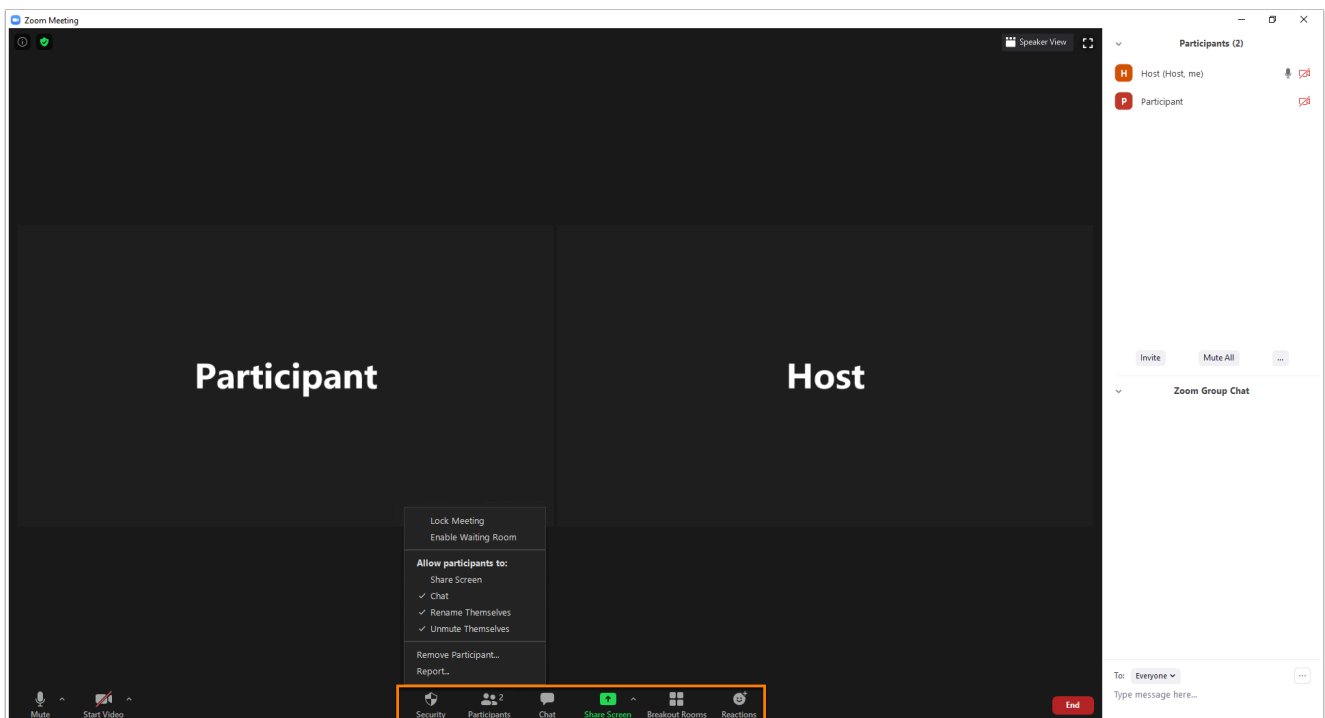 Zoom Meeting
Speaker View
Participants (2)
H Host (Host, me)
P Participant
Participant
Host
Invite Mute All ...
Zoom Group Chat
Lock Meeting
Enable Waiting Room
Allow participants to:
Share Screen
Chat
Rename Themselves
Unmute Themselves
Remove Participant...
Report...
To: Everyone
Type message here...
2
Mute Start Video Security Participants Chat Share Screen Breakout Rooms Reactions End